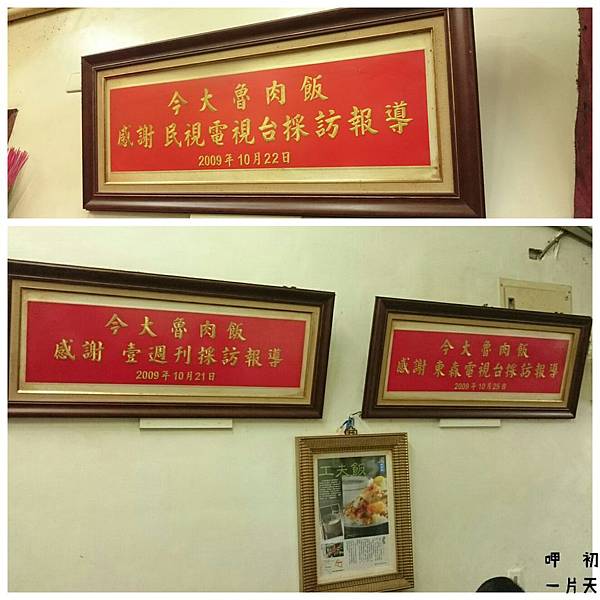 今大魯肉飯
感謝 民視電視台採訪報導
2009年10月22日
今大魯肉飯
感謝 壹週刊採訪報導
2009年10月21日
今大魯肉飯
感謝 東森電視台採訪報導
2009年10月25日
工夫飯
呷 初
一片天